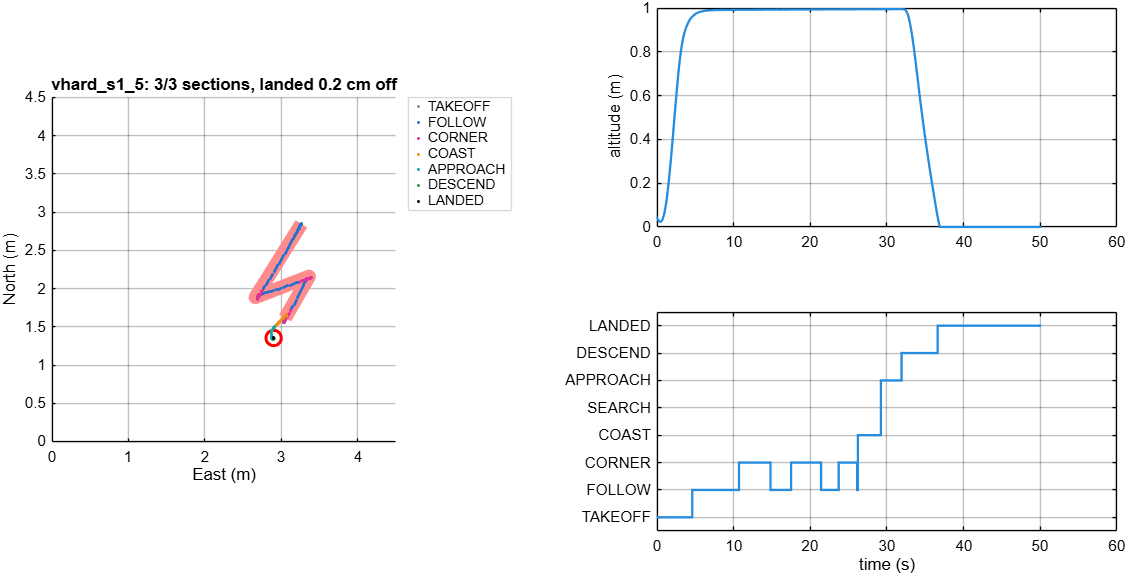 vhard_s1_5: 3/3 sections, landed 0.2 cm off
4.5
4
3.5
3
2.5
2
1.5
1
0.5
0
0
1
2
3
4
East (m)
North (m)
TAKEOFF
FOLLOW
CORNER
COAST
APPROACH
DESCEND
LANDED
1
0.8
0.6
0.4
0.2
0
altitude (m)
0
10
20
30
40
50
60
LANDED
DESCEND
APPROACH
SEARCH
COAST
CORNER
FOLLOW
TAKEOFF
0
10
20
30
40
50
60
time (s)